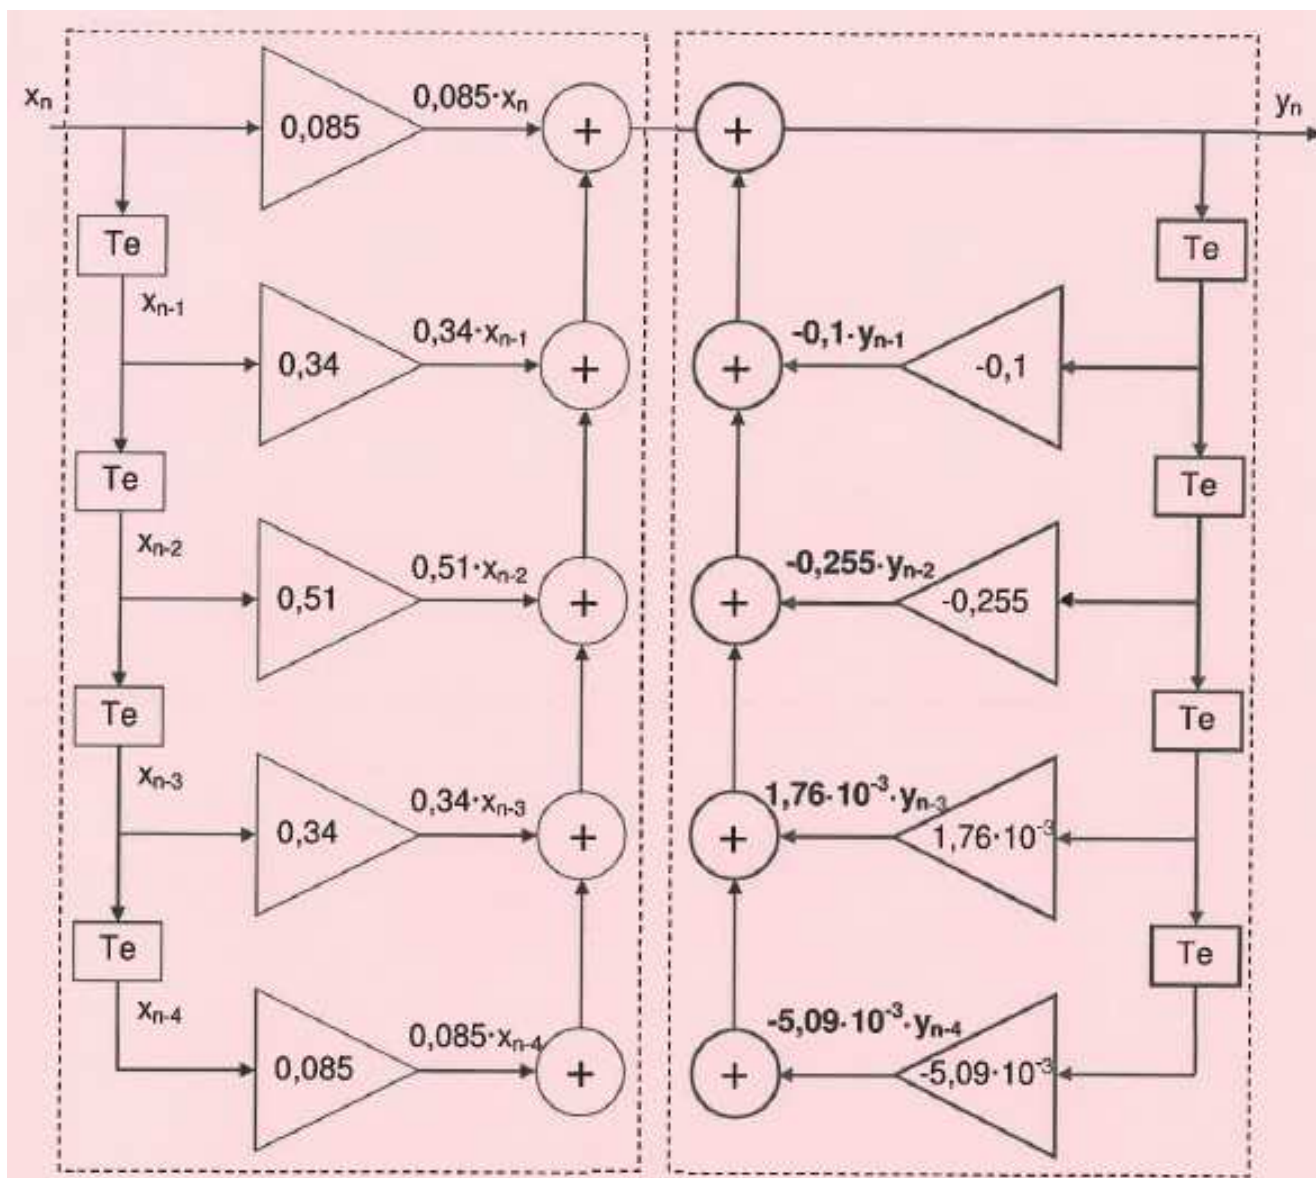 xn 0,085 0,085·xn + + yn
Te Te
xn-1 0,34 0,34·xn-1 + + -0,1·yn-1 -0,1
Te Te
xn-2 0,51 0,51·xn-2 + + -0,255·yn-2 -0,255
Te Te
xn-3 0,34 0,34·xn-3 + + 1,76·10-3·yn-3 1,76·10-3
Te Te
xn-4 0,085 0,085·xn-4 + + -5,09·10-3·yn-4 -5,09·10-3